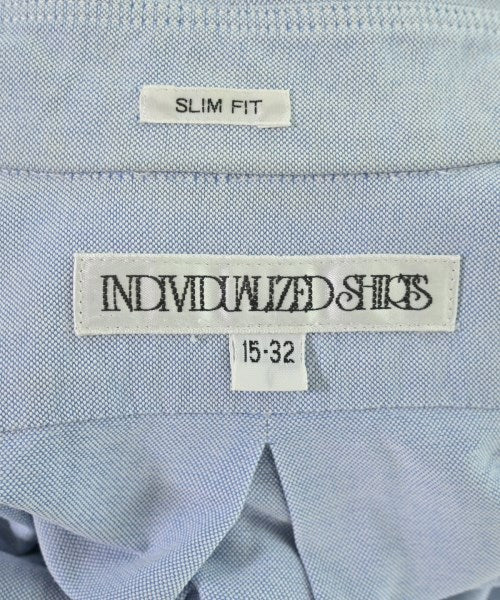 SLIM FIT
INDIVIDUALIZED SHIRTS
15-32